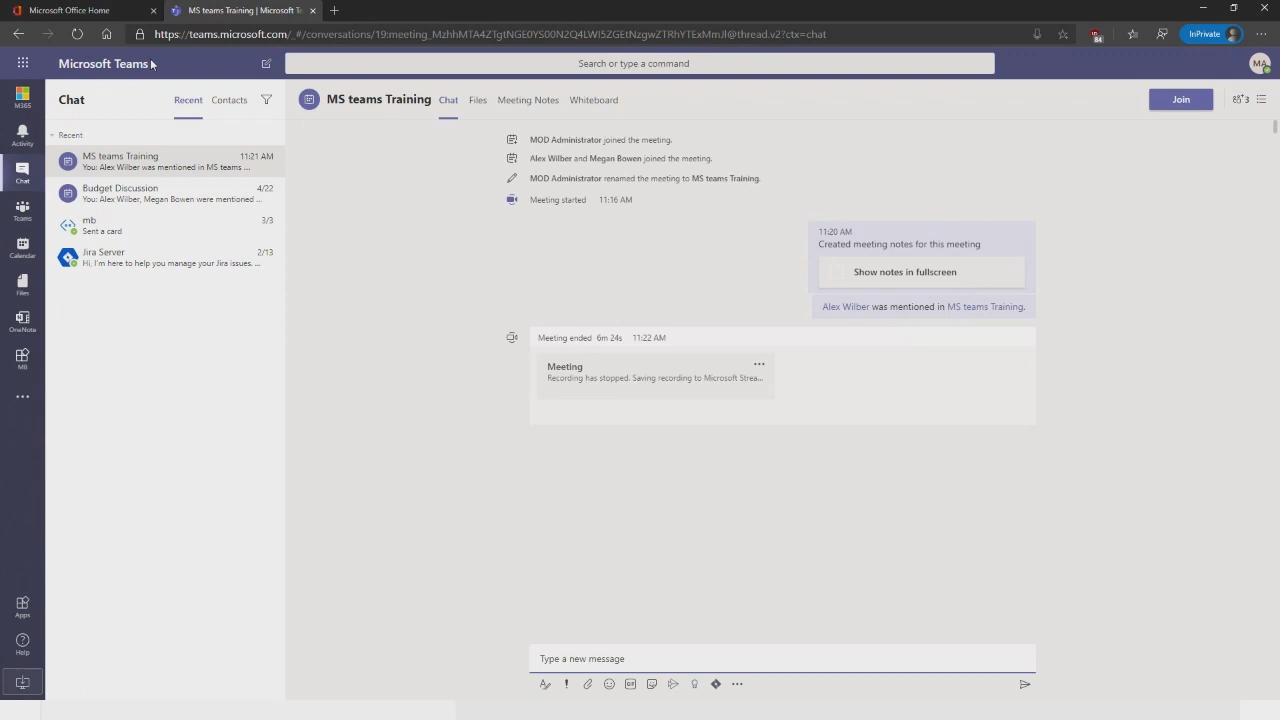 Microsoft Office Home
MS teams Training | Microsoft Te
https://teams.microsoft.com/_#/conversations/19:meeting_MzhhMTA4ZTgtNGE0YS00N2Q4LWI5ZGEtNzgwZTRhYTExMmJl@thread.v2?ctx=chat
84
InPrivate
Microsoft Teams
Search or type a command
MA
M365
Activity
Chat
Teams
Calendar
Files
OneNote
MB
Apps
Help
Chat
Recent
Contacts
Recent
MS teams Training
11:21 AM
You: Alex Wilber was mentioned in MS teams ...
Budget Discussion
4/22
You: Alex Wilber, Megan Bowen were mentioned ...
mb
3/3
Sent a card
Jira Server
2/13
Hi, I'm here to help you manage your Jira issues. ...
MS teams Training
Chat
Files
Meeting Notes
Whiteboard
Join
3
MOD Administrator joined the meeting.
Alex Wilber and Megan Bowen joined the meeting.
MOD Administrator renamed the meeting to MS teams Training.
Meeting started 11:16 AM
11:20 AM
Created meeting notes for this meeting
Show notes in fullscreen
Alex Wilber was mentioned in MS teams Training.
Meeting ended 6m 24s 11:22 AM
Meeting
Recording has stopped. Saving recording to Microsoft Strea...
Type a new message
GIF